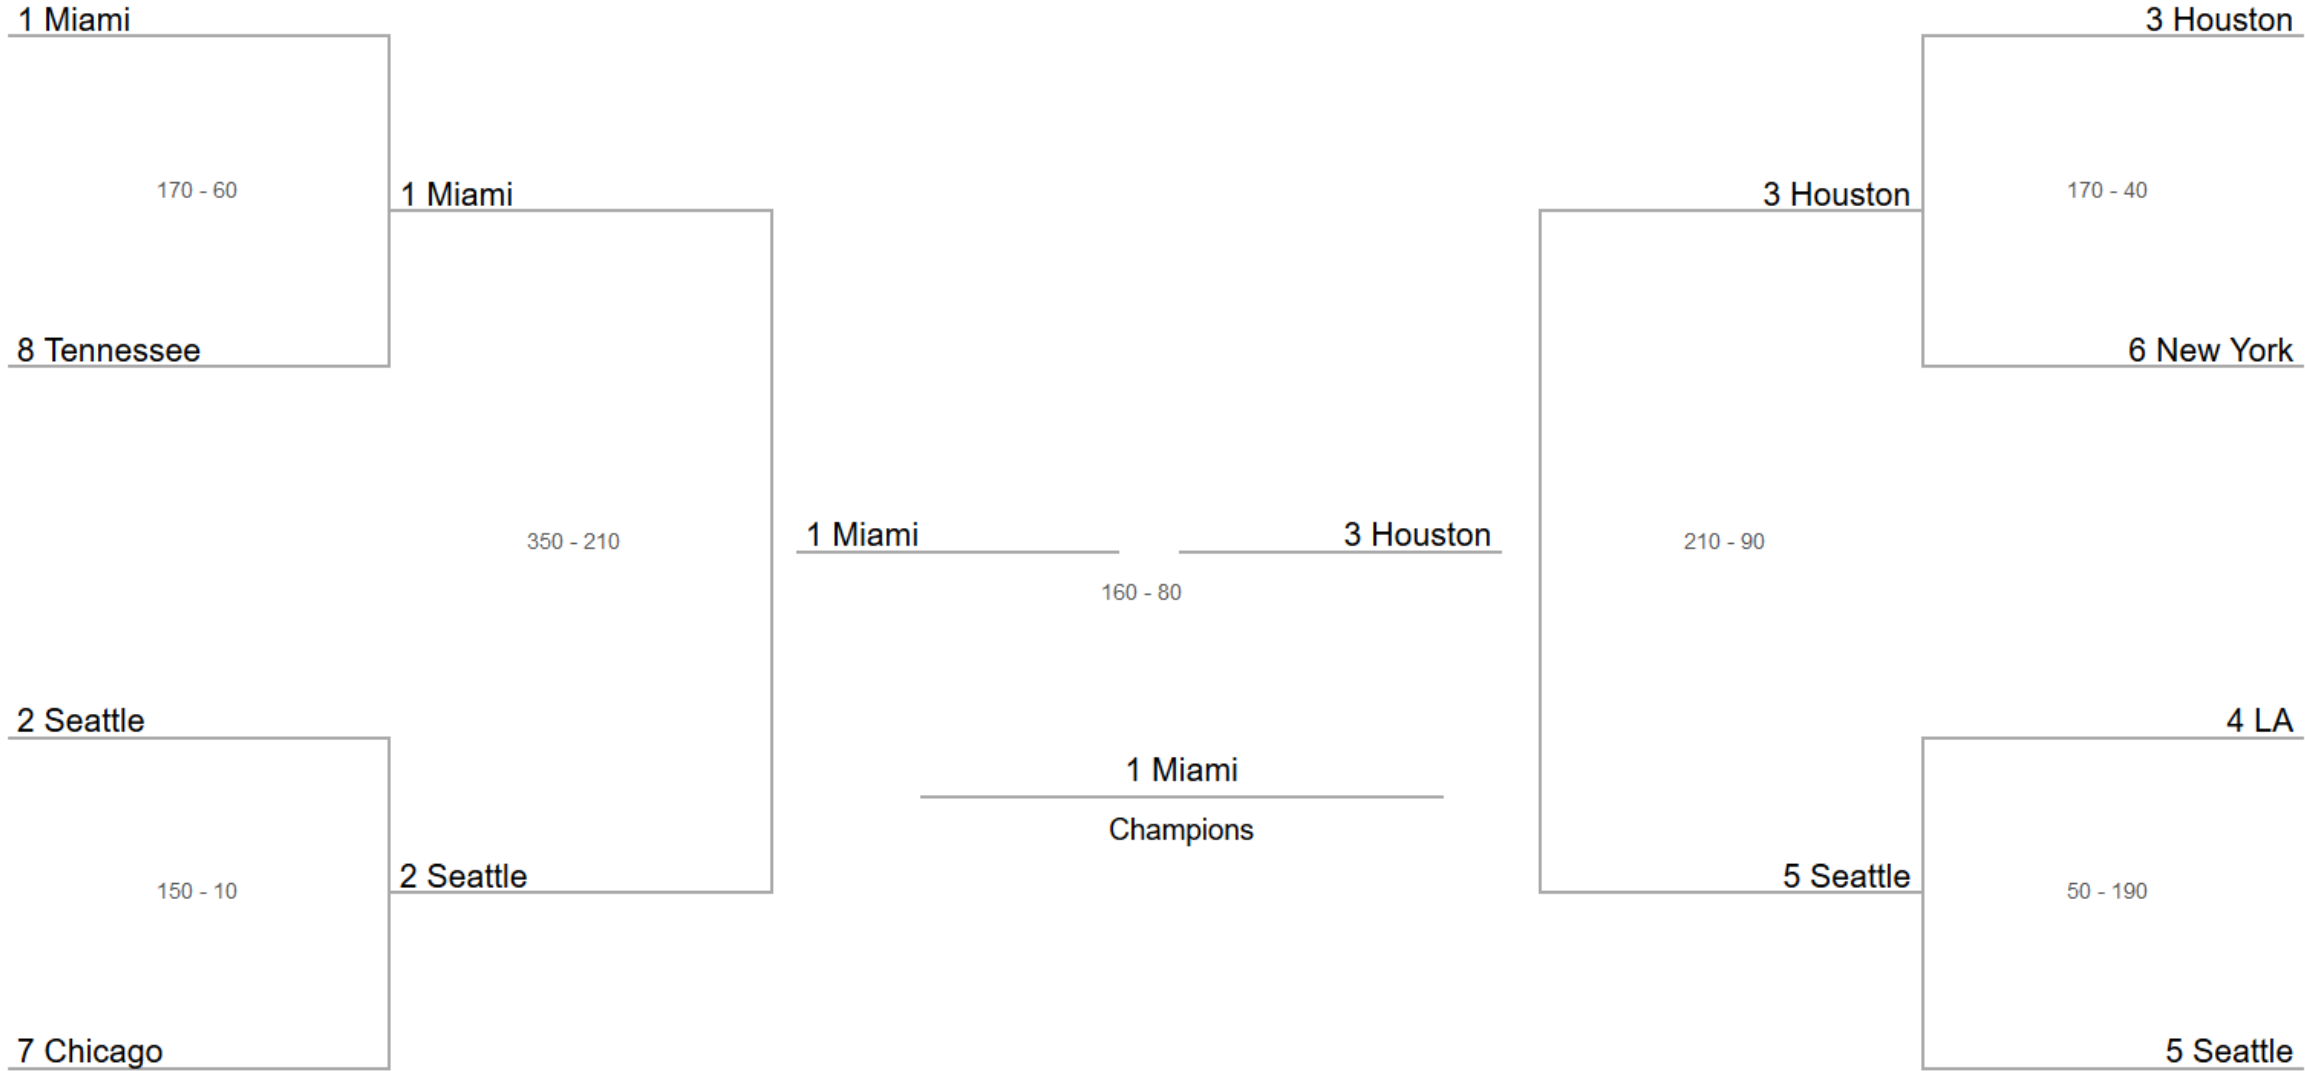 1 Miami
3 Houston
170 - 60
1 Miami
3 Houston
170 - 40
8 Tennessee
6 New York
350 - 210
1 Miami
3 Houston
210 - 90
160 - 80
2 Seattle
4 LA
1 Miami
Champions
150 - 10
2 Seattle
5 Seattle
50 - 190
7 Chicago
5 Seattle